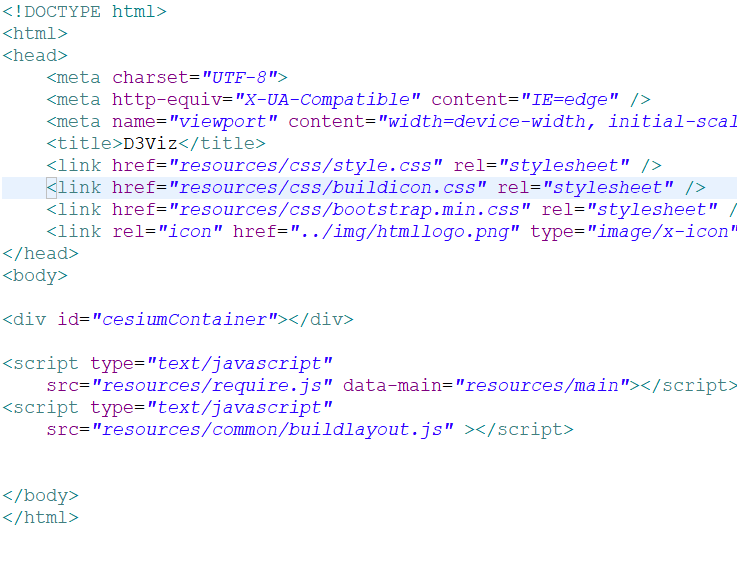 <!DOCTYPE html>
<html>
<head>
    <meta charset="UTF-8">
    <meta http-equiv="X-UA-Compatible" content="IE=edge" />
    <meta name="viewport" content="width=device-width, initial-scal
    <title>D3Viz</title>
    <link href="resources/css/style.css" rel="stylesheet" />
    <link href="resources/css/buildicon.css" rel="stylesheet" />
    <link href="resources/css/bootstrap.min.css" rel="stylesheet" /
    <link rel="icon" href="../img/htmllogo.png" type="image/x-icon"
</head>
<body>
<div id="cesiumContainer"></div>
<script type="text/javascript"
    src="resources/require.js" data-main="resources/main"></script>
<script type="text/javascript"
    src="resources/common/buildlayout.js" ></script>
</body>
</html>